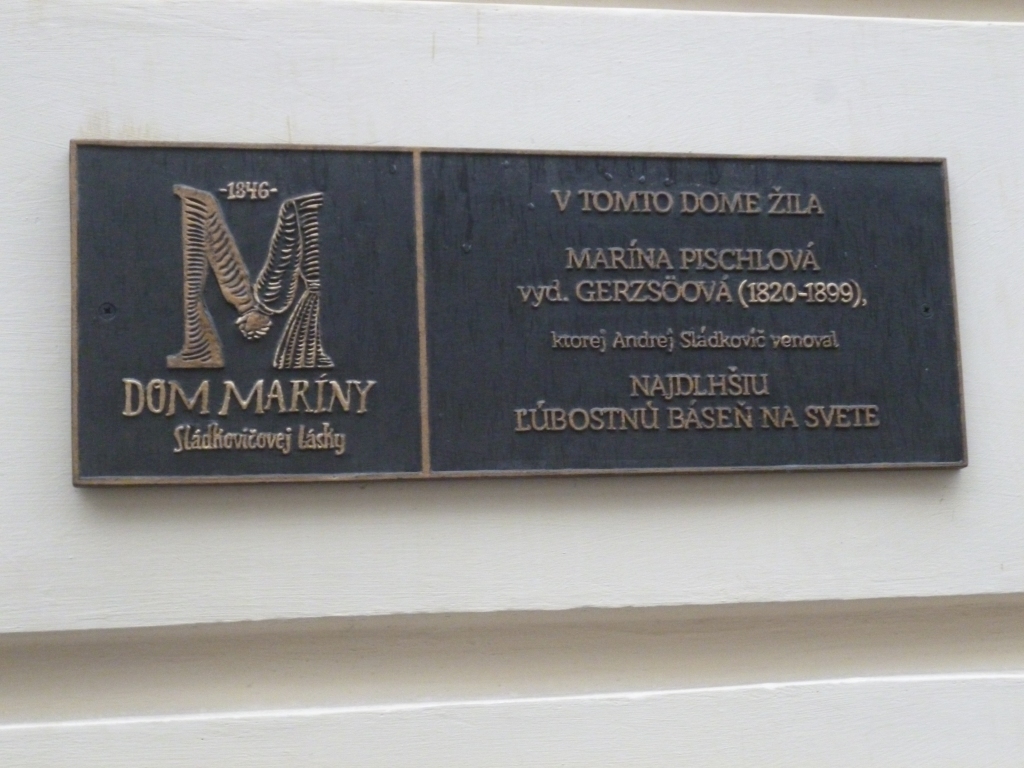 -1846-
M
DOM MARÍNY
Sládkovičovej lásky
V TOMTO DOME ŽILA
MARÍNA PISCHLOVÁ
vyd. GERZSÖOVÁ (1820-1899),
ktorej Andrej Sládkovič venoval
NAJDLHŠIU
ĽÚBOSTNÚ BÁSEŇ NA SVETE